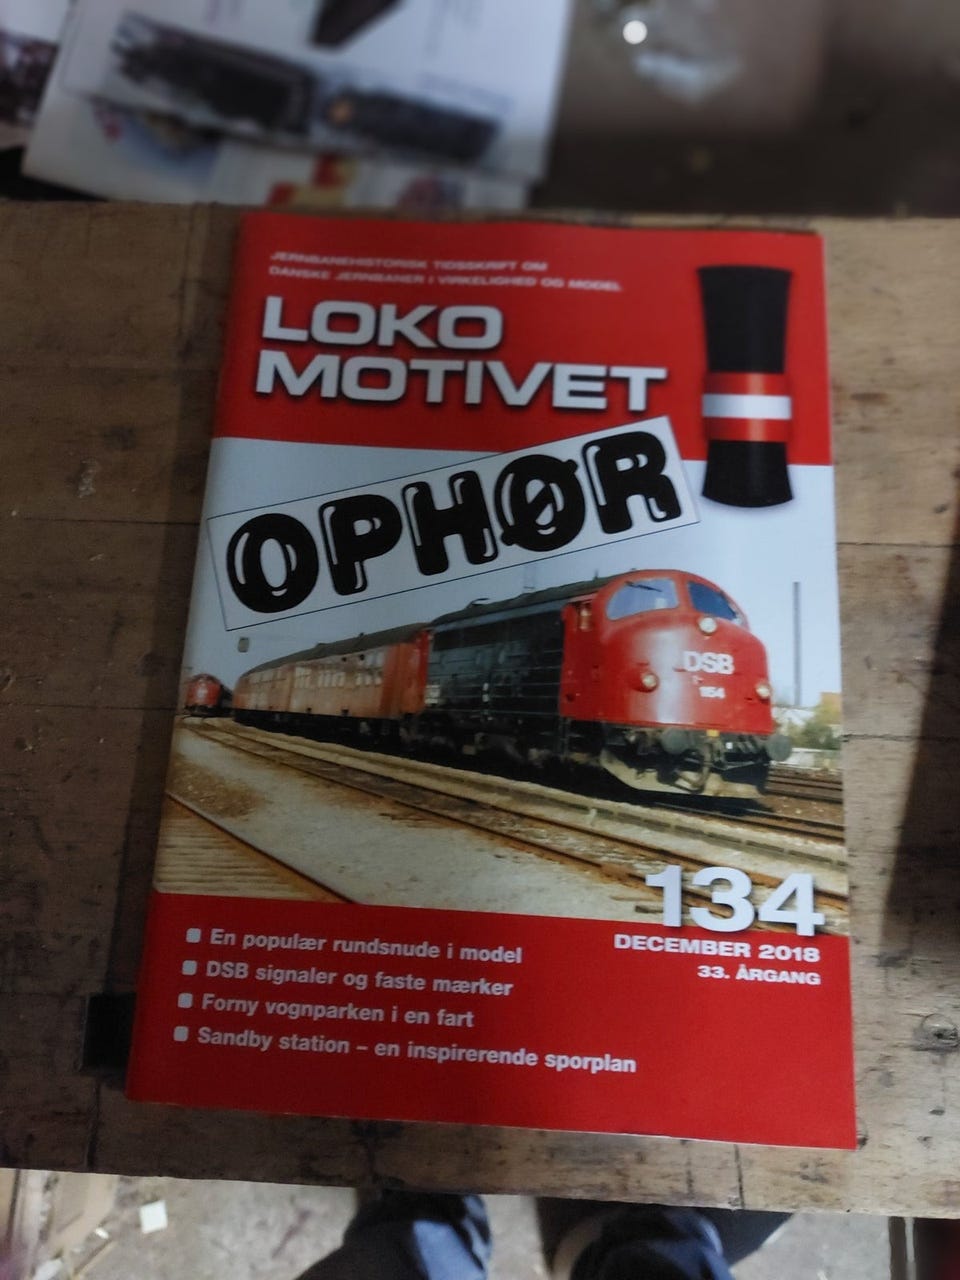 JERNBANEHISTORISK TIDSSKRIFT OM
DANSKE JERNBANER I VIRKELIGHED OG MODEL
LOKO
MOTIVET
OPHØR
DSB
1154
134
DECEMBER 2018
33. ÅRGANG
En populær rundsnude i model
DSB signaler og faste mærker
Forny vognparken i en fart
Sandby station – en inspirerende sporplan